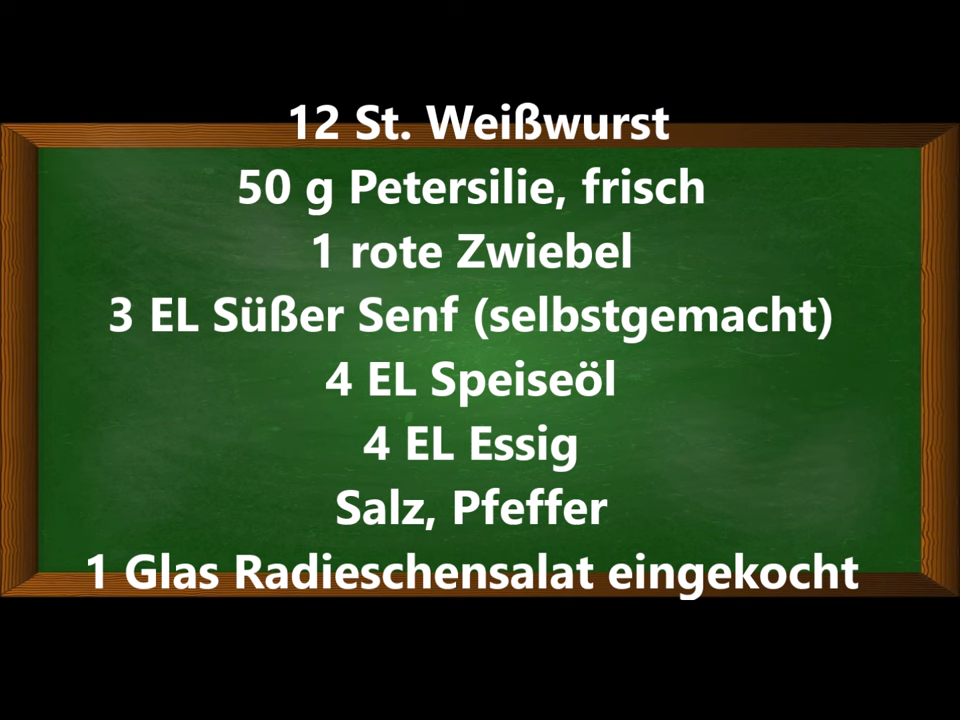 12 St. Weißwurst
50 g Petersilie, frisch
1 rote Zwiebel
3 EL Süßer Senf (selbstgemacht)
4 EL Speiseöl
4 EL Essig
Salz, Pfeffer
1 Glas Radieschensalat eingekocht